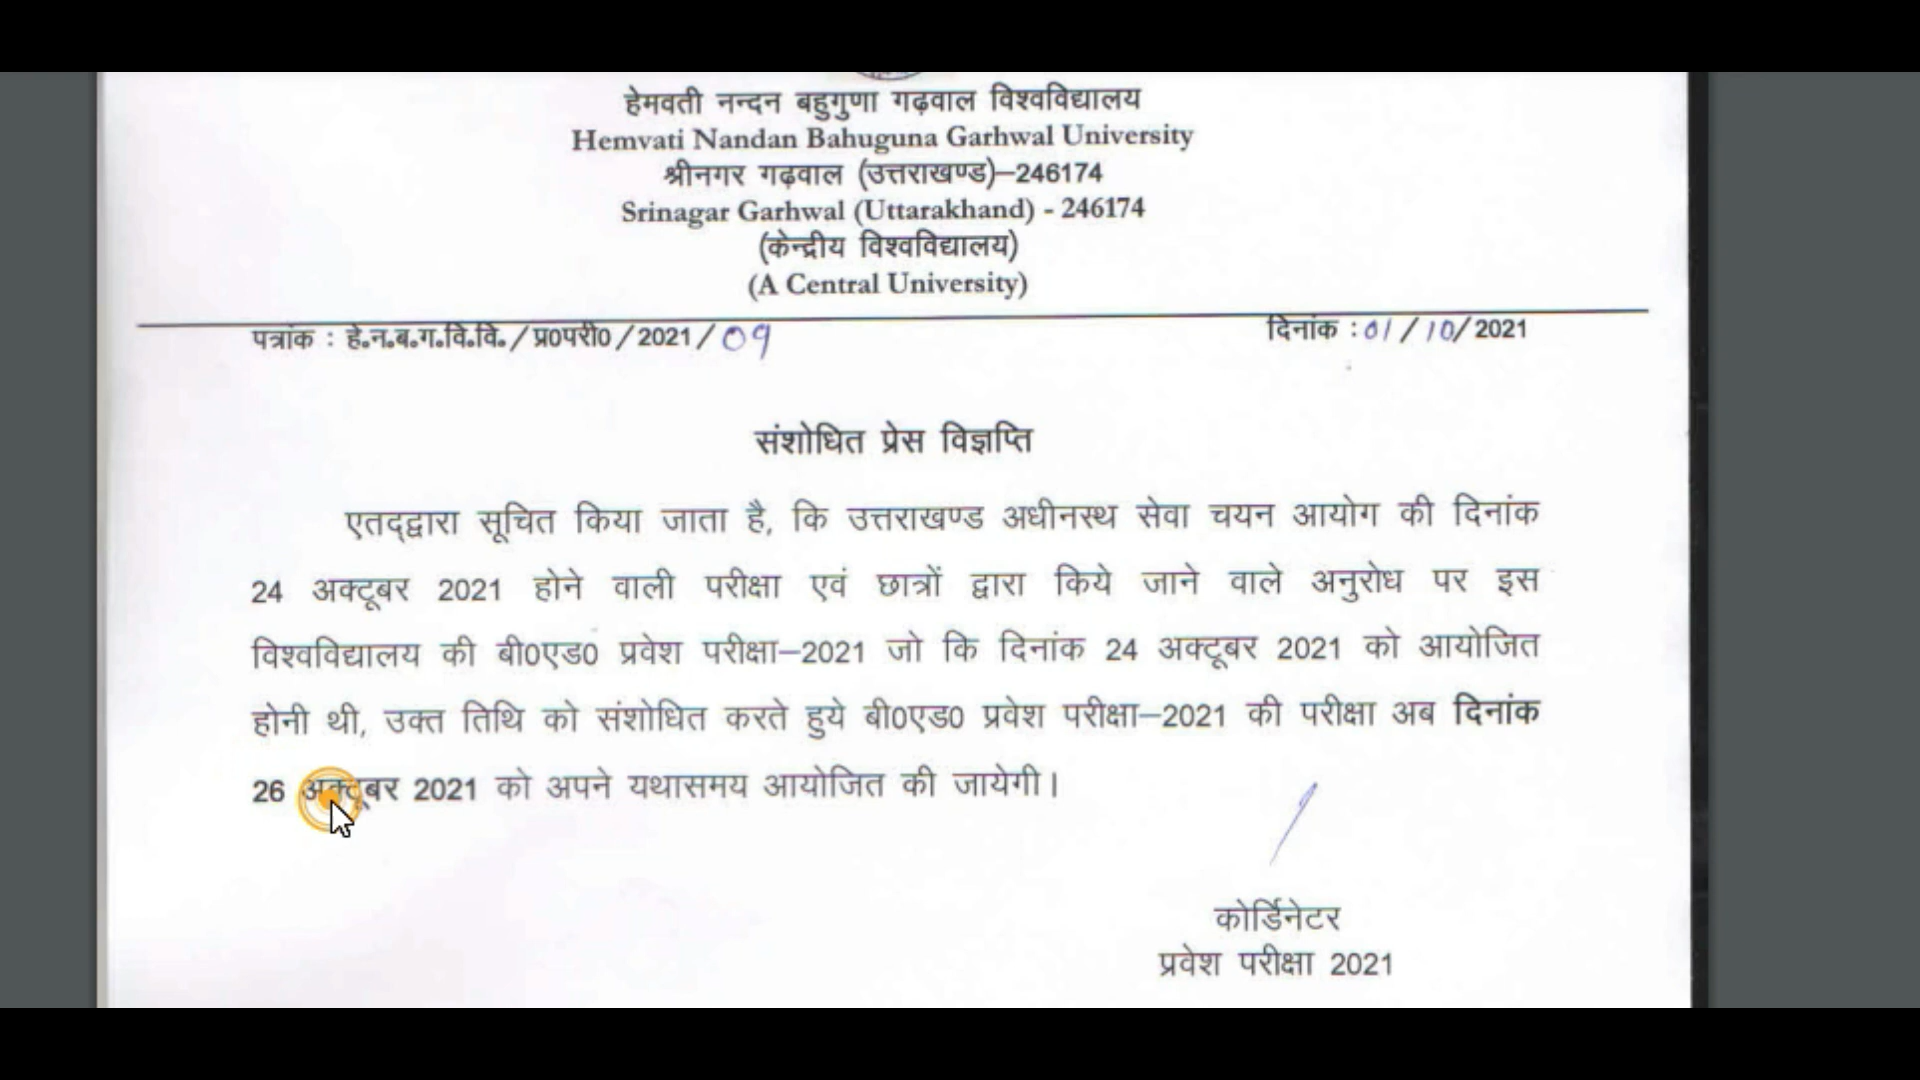 हेमवती नन्दन बहुगुणा गढ़वाल विश्वविद्यालय
Hemvati Nandan Bahuguna Garhwal University
श्रीनगर गढ़वाल (उत्तराखण्ड)–246174
Srinagar Garhwal (Uttarakhand) - 246174
(केन्द्रीय विश्वविद्यालय)
(A Central University)
पत्रांक : हे.न.ब.ग.वि.वि./प्र0परी0/2021/09 दिनांक :01/10/2021
संशोधित प्रेस विज्ञप्ति
एतद्द्वारा सूचित किया जाता है, कि उत्तराखण्ड अधीनस्थ सेवा चयन आयोग की दिनांक
24 अक्टूबर 2021 होने वाली परीक्षा एवं छात्रों द्वारा किये जाने वाले अनुरोध पर इस
विश्वविद्यालय की बी0एड0 प्रवेश परीक्षा–2021 जो कि दिनांक 24 अक्टूबर 2021 को आयोजित
होनी थी, उक्त तिथि को संशोधित करते हुये बी0एड0 प्रवेश परीक्षा–2021 की परीक्षा अब दिनांक
26 अक्टूबर 2021 को अपने यथासमय आयोजित की जायेगी।
कोर्डिनेटर
प्रवेश परीक्षा 2021